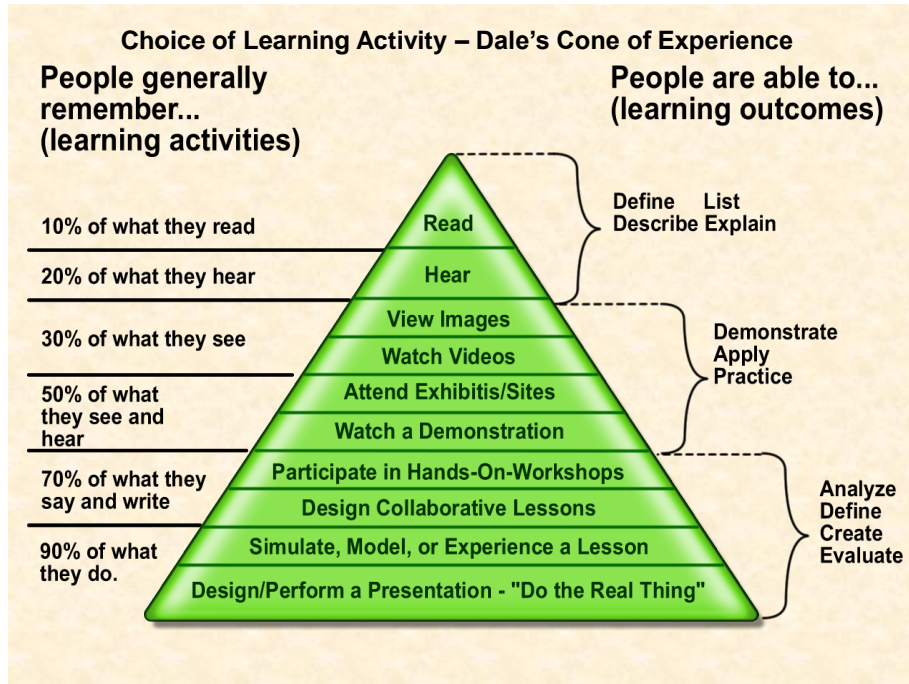 Choice of Learning Activity – Dale's Cone of Experience
People generally
remember...
(learning activities)
People are able to...
(learning outcomes)
10% of what they read
20% of what they hear
30% of what they see
50% of what
they see and
hear
70% of what they
say and write
90% of what
they do.
Read
Hear
View Images
Watch Videos
Attend Exhibitis/Sites
Watch a Demonstration
Participate in Hands-On-Workshops
Design Collaborative Lessons
Simulate, Model, or Experience a Lesson
Design/Perform a Presentation - "Do the Real Thing"
Define List
Describe Explain
Demonstrate
Apply
Practice
Analyze
Define
Create
Evaluate